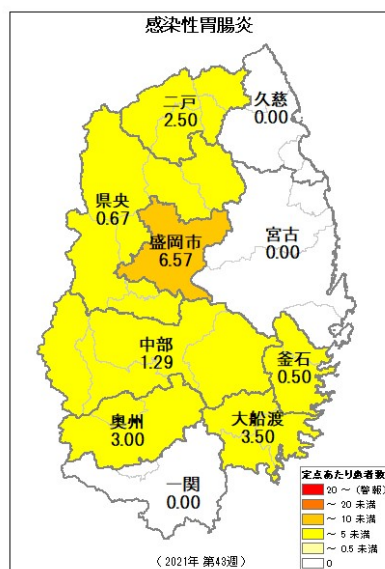 感染性胃腸炎
久慈
0.00
二戸
2.50
県央
0.67
盛岡市
6.57
宮古
0.00
中部
1.29
釜石
0.50
奥州
3.00
大船渡
3.50
一関
0.00
定点あたり患者数
20 ～ (警報)
～ 20 未満
～ 10 未満
～ 5 未満
～ 0.5 未満
0
（ 2021年 第43週 ）